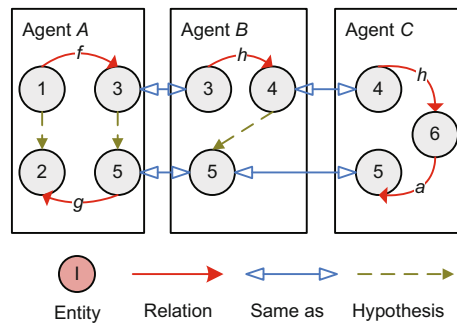 Agent A Agent B Agent C
f h
1 3 3 4 4 h
6
2 5 5 5
g a
I
Entity Relation Same as Hypothesis